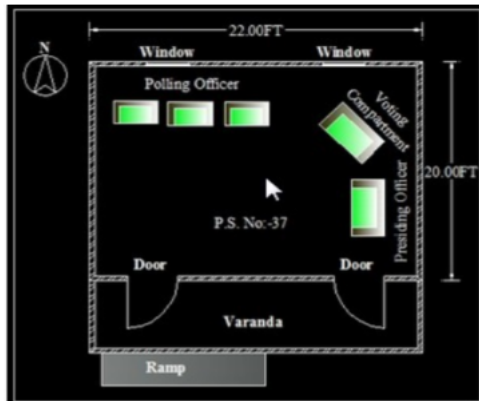 22.00FT
N
Window
Window
Polling Officer
Voting
Compartment
20.00FT
Presiding Officer
P.S. No:-37
Door
Door
Varanda
Ramp